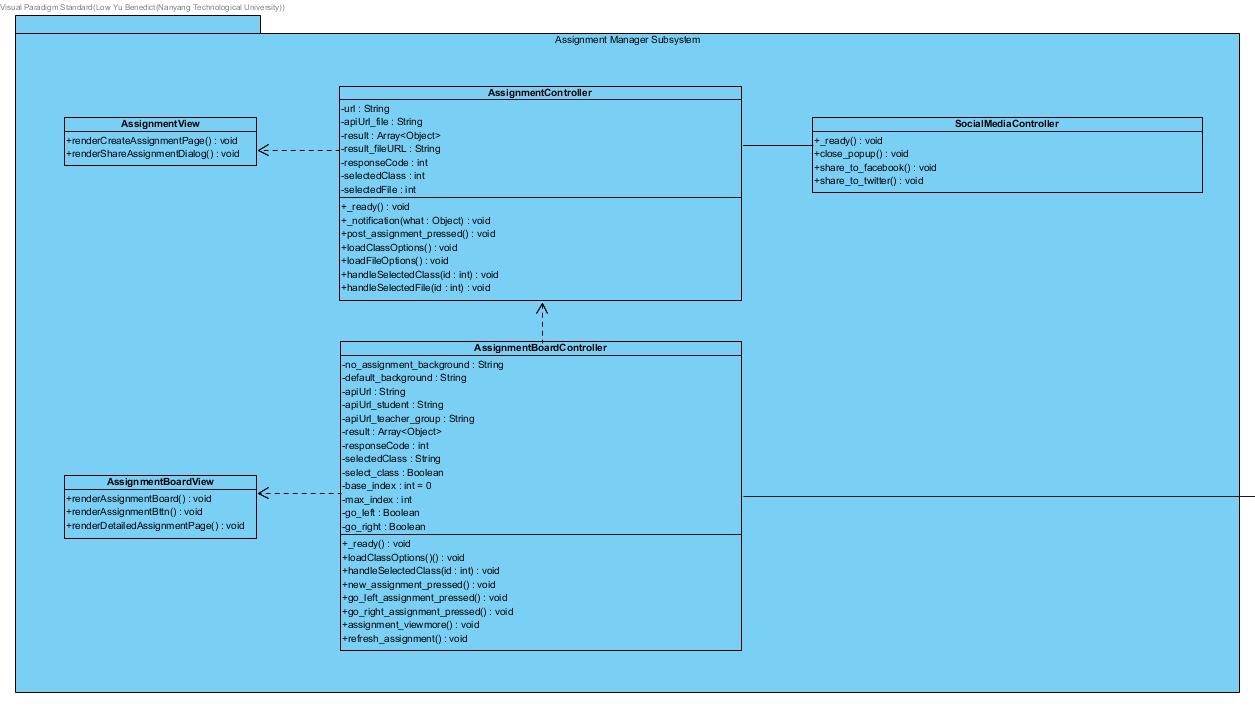 Visual Paradigm Standard(Low Yu Benedict(Nanyang Technological University))
Assignment Manager Subsystem
AssignmentView
+renderCreateAssignmentPage() : void
+renderShareAssignmentDialog() : void
AssignmentController
-url : String
-apiUrl_file : String
-result : Array<Object>
-result_fileURL : String
-responseCode : int
-selectedClass : int
-selectedFile : int
+_ready() : void
+_notification(what : Object) : void
+post_assignment_pressed() : void
+loadClassOptions() : void
+loadFileOptions() : void
+handleSelectedClass(id : int) : void
+handleSelectedFile(id : int) : void
SocialMediaController
+_ready() : void
+close_popup() : void
+share_to_facebook() : void
+share_to_twitter() : void
AssignmentBoardView
+renderAssignmentBoard() : void
+renderAssignmentBttn() : void
+renderDetailedAssignmentPage() : void
AssignmentBoardController
-no_assignment_background : String
-default_background : String
-apiUrl : String
-apiUrl_student : String
-apiUrl_teacher_group : String
-result : Array<Object>
-responseCode : int
-selectedClass : String
-select_class : Boolean
-base_index : int = 0
-max_index : int
-go_left : Boolean
-go_right : Boolean
+_ready() : void
+loadClassOptions()() : void
+handleSelectedClass(id : int) : void
+new_assignment_pressed() : void
+go_left_assignment_pressed() : void
+go_right_assignment_pressed() : void
+assignment_viewmore() : void
+refresh_assignment() : void